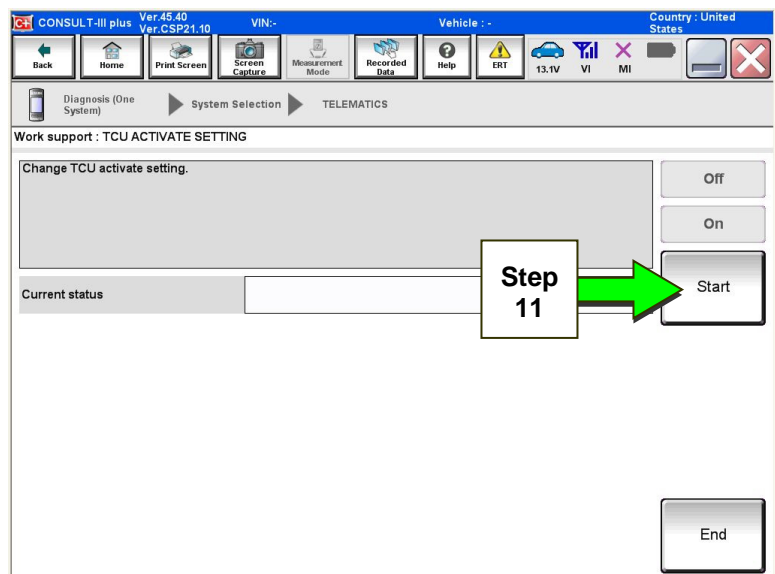 C+ CONSULT-III plus Ver.45.40 VIN:- Vehicle : - Country : United
Ver.CSP21.10 States
Back Home Print Screen Screen Capture Measurement Mode Recorded Data Help ERT 13.1V VI MI
Diagnosis (One System) System Selection TELEMATICS
Work support : TCU ACTIVATE SETTING
Change TCU activate setting.
Off
On
Step
11
Start
Current status
End